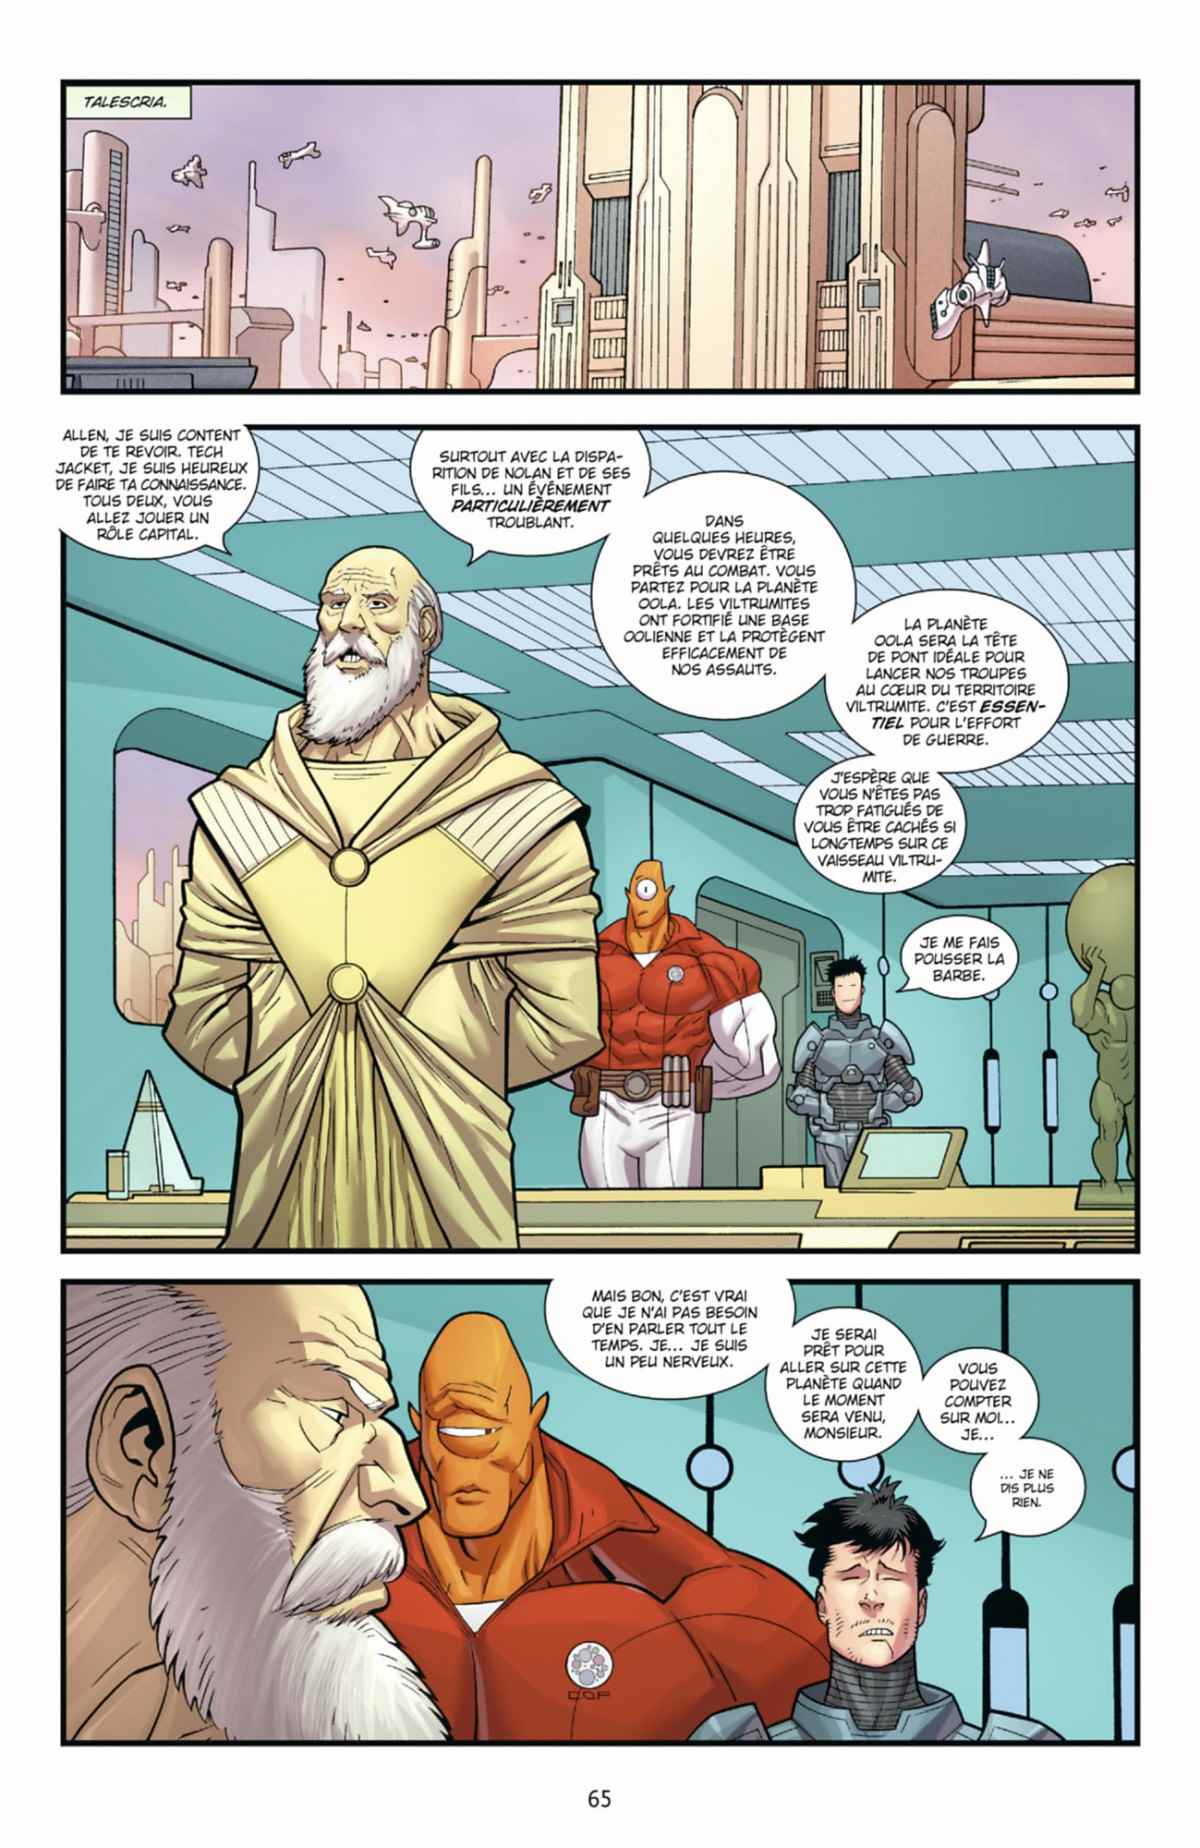 TALESCRIA.
ALLEN, JE SUIS CONTENT
DE TE REVOIR. TECH
JACKET, JE SUIS HEUREUX
DE FAIRE TA CONNAISSANCE.
TOUS DEUX, VOUS
ALLEZ JOUER UN
RÔLE CAPITAL.
SURTOUT AVEC LA DISPA-
RITION DE NOLAN ET DE SES
FILS... UN ÉVÉNEMENT
PARTICULIÈREMENT
TROUBLANT.
DANS
QUELQUES HEURES,
VOUS DEVREZ ÊTRE
PRÊTS AU COMBAT. VOUS
PARTEZ POUR LA PLANÈTE
OOLA. LES VILTRUMITES
ONT FORTIFIÉ UNE BASE
OOLIENNE ET LA PROTÈGENT
EFFICACEMENT DE
NOS ASSAUTS.
LA PLANÈTE
OOLA SERA LA TÊTE
DE PONT IDÉALE POUR
LANCER NOS TROUPES
AU CŒUR DU TERRITOIRE
VILTRUMITE. C'EST ESSEN-
TIEL POUR L'EFFORT
DE GUERRE.
J'ESPÈRE QUE
VOUS N'ÊTES PAS
TROP FATIGUÉS DE
VOUS ÊTRE CACHÉS SI
LONGTEMPS SUR CE
VAISSEAU VILTRU-
MITE.
JE ME FAIS
POUSSER LA
BARBE.
MAIS BON, C'EST VRAI
QUE JE N'AI PAS BESOIN
D'EN PARLER TOUT LE
TEMPS. JE... JE SUIS
UN PEU NERVEUX.
JE SERAI
PRÊT POUR
ALLER SUR CETTE
PLANÈTE QUAND
LE MOMENT
SERA VENU,
MONSIEUR.
VOUS
POUVEZ
COMPTER
SUR MOI...
JE...
... JE NE
DIS PLUS
RIEN.
C.O.P
65